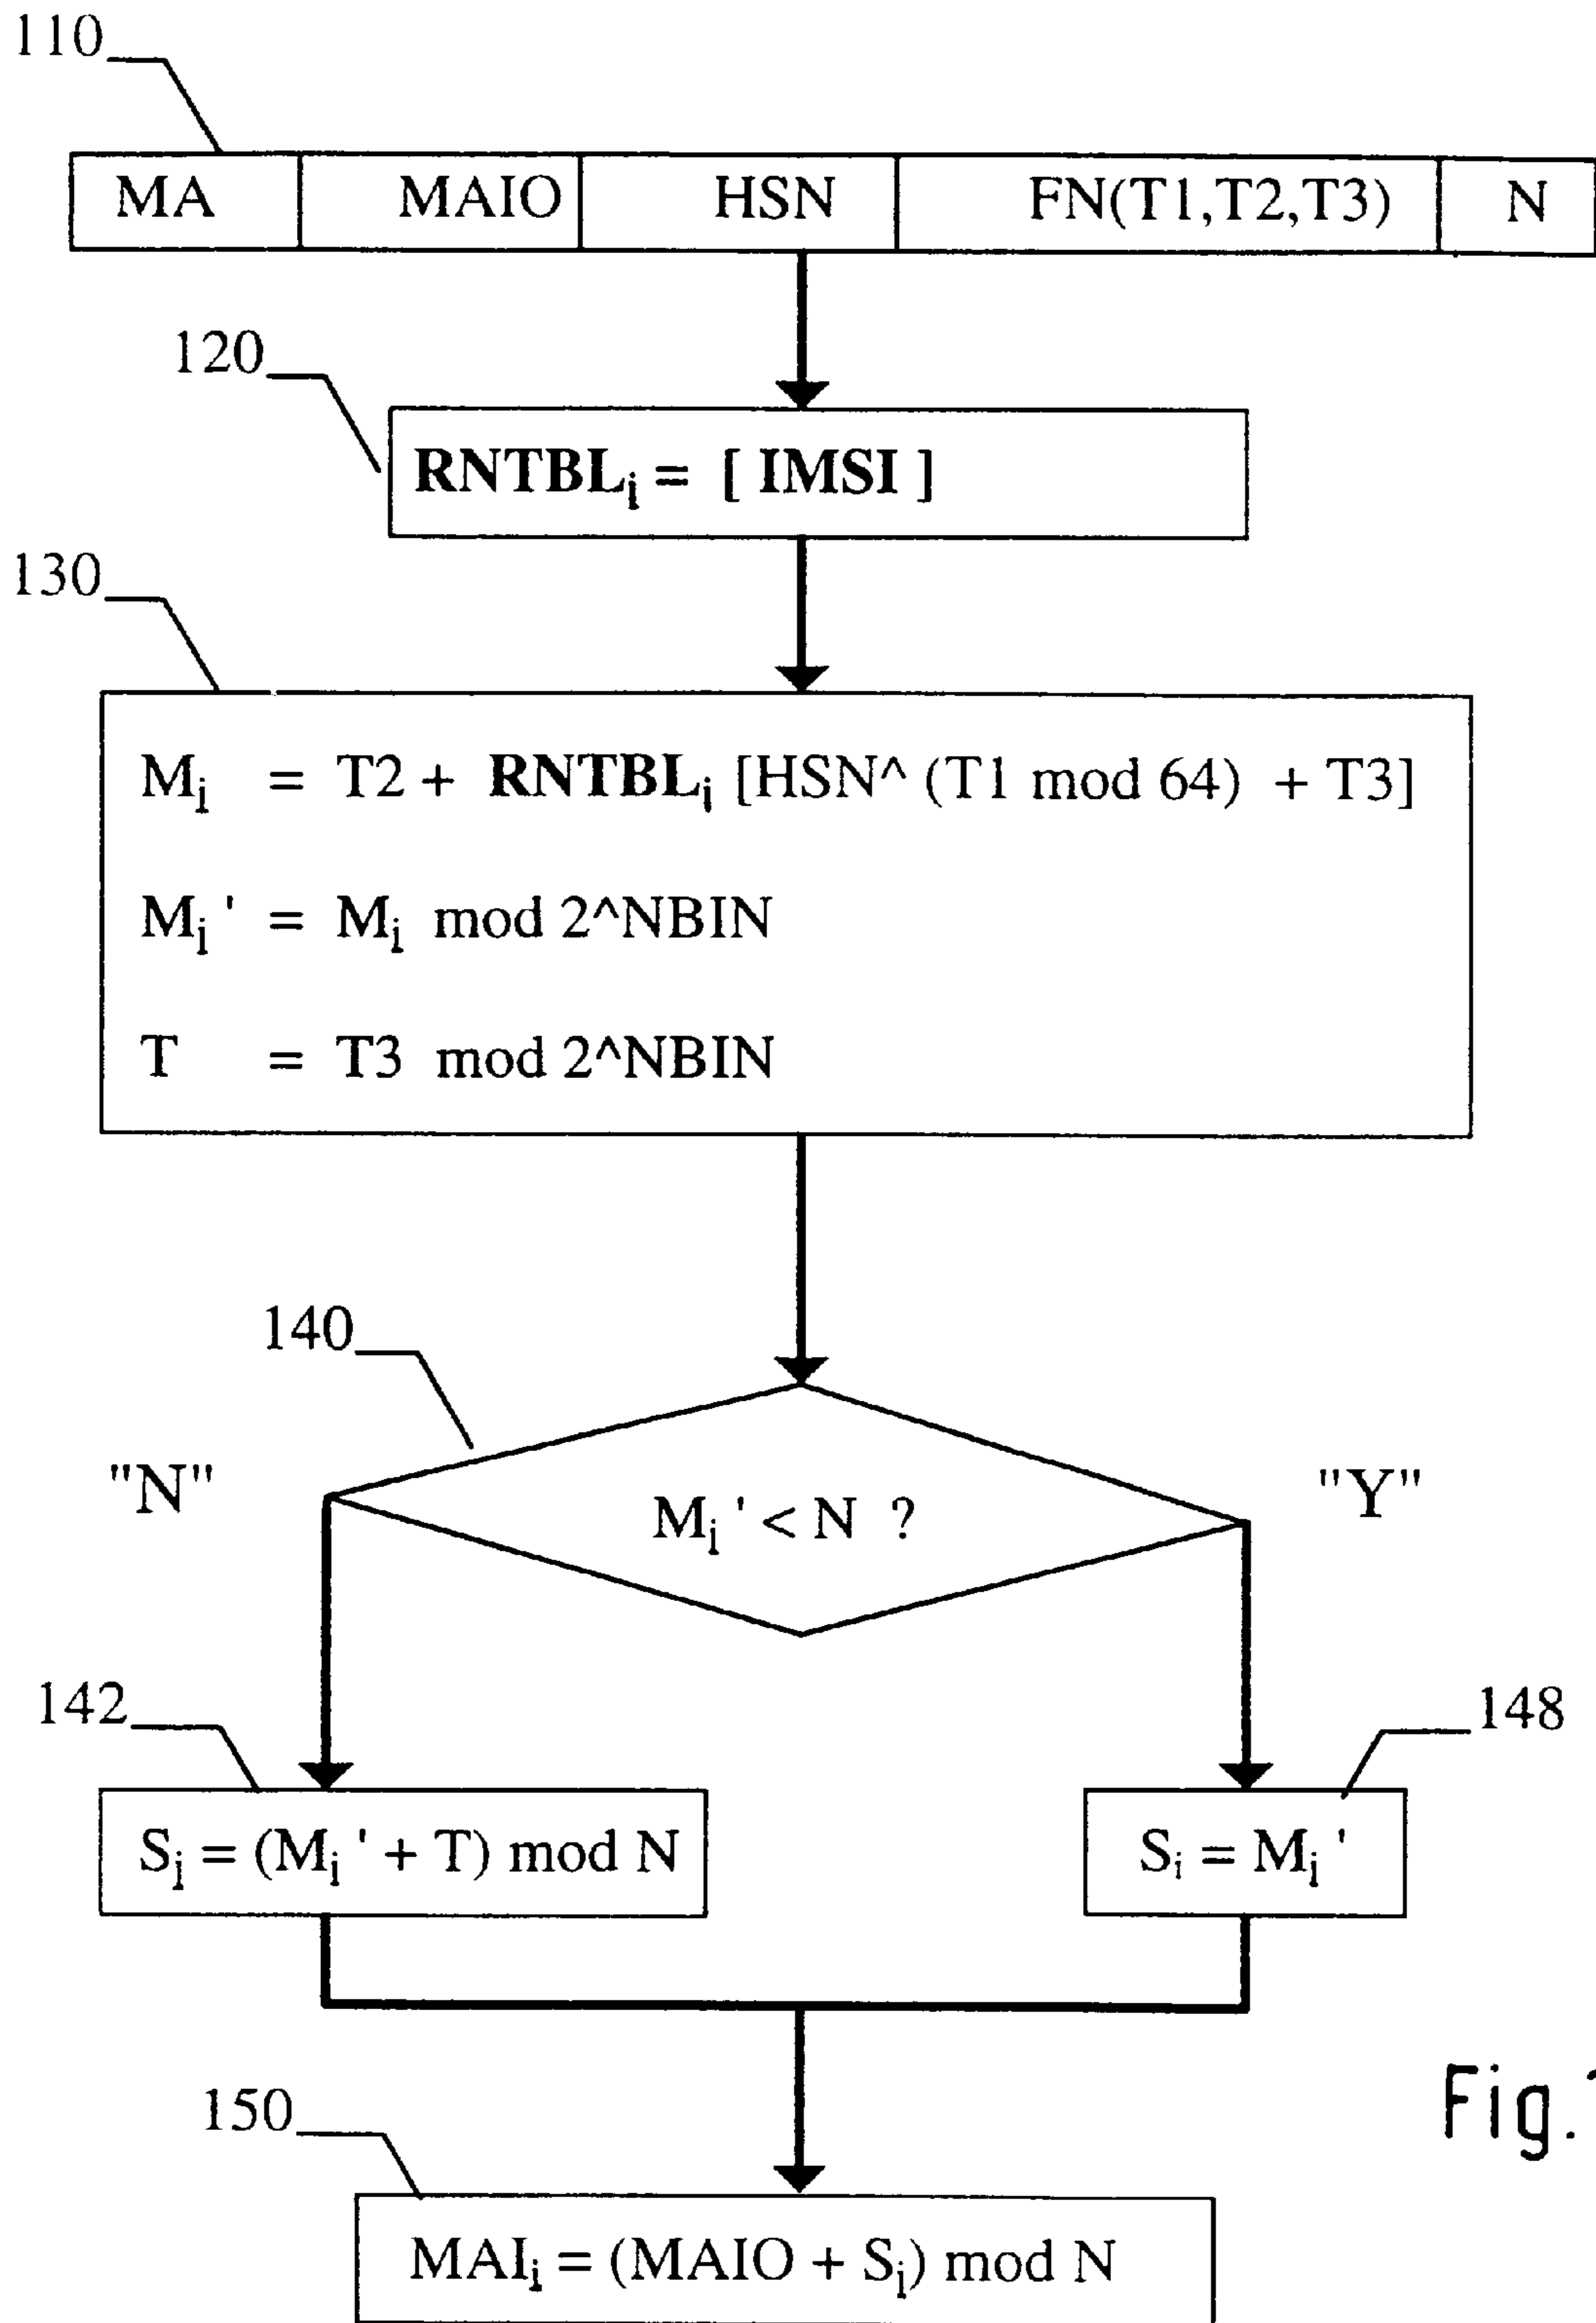 110
MA MAIO HSN FN(T1,T2,T3) N
120
RNTBLi = [ IMSI ]
130
Mi = T2 + RNTBLi [HSN^ (T1 mod 64) + T3]
Mi ' = Mi mod 2^NBIN
T = T3 mod 2^NBIN
140
"N" "Y"
Mi ' < N ?
142 148
Si = (Mi ' + T) mod N Si = Mi '
150
Fig.
MAIi = (MAIO + Si) mod N